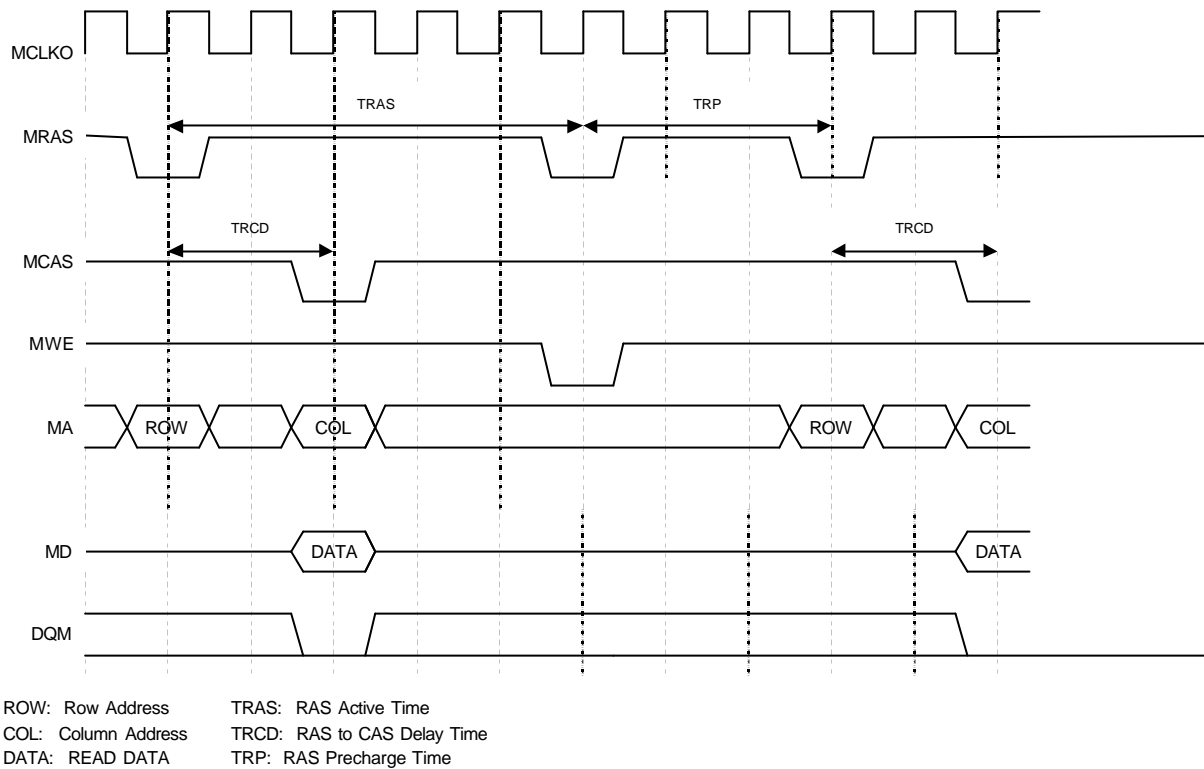 MCLKO
TRAS TRP
MRAS
TRCD TRCD
MCAS
MWE
MA ROW COL ROW COL
MD DATA DATA
DQM
ROW: Row Address TRAS: RAS Active Time
COL: Column Address TRCD: RAS to CAS Delay Time
DATA: READ DATA TRP: RAS Precharge Time